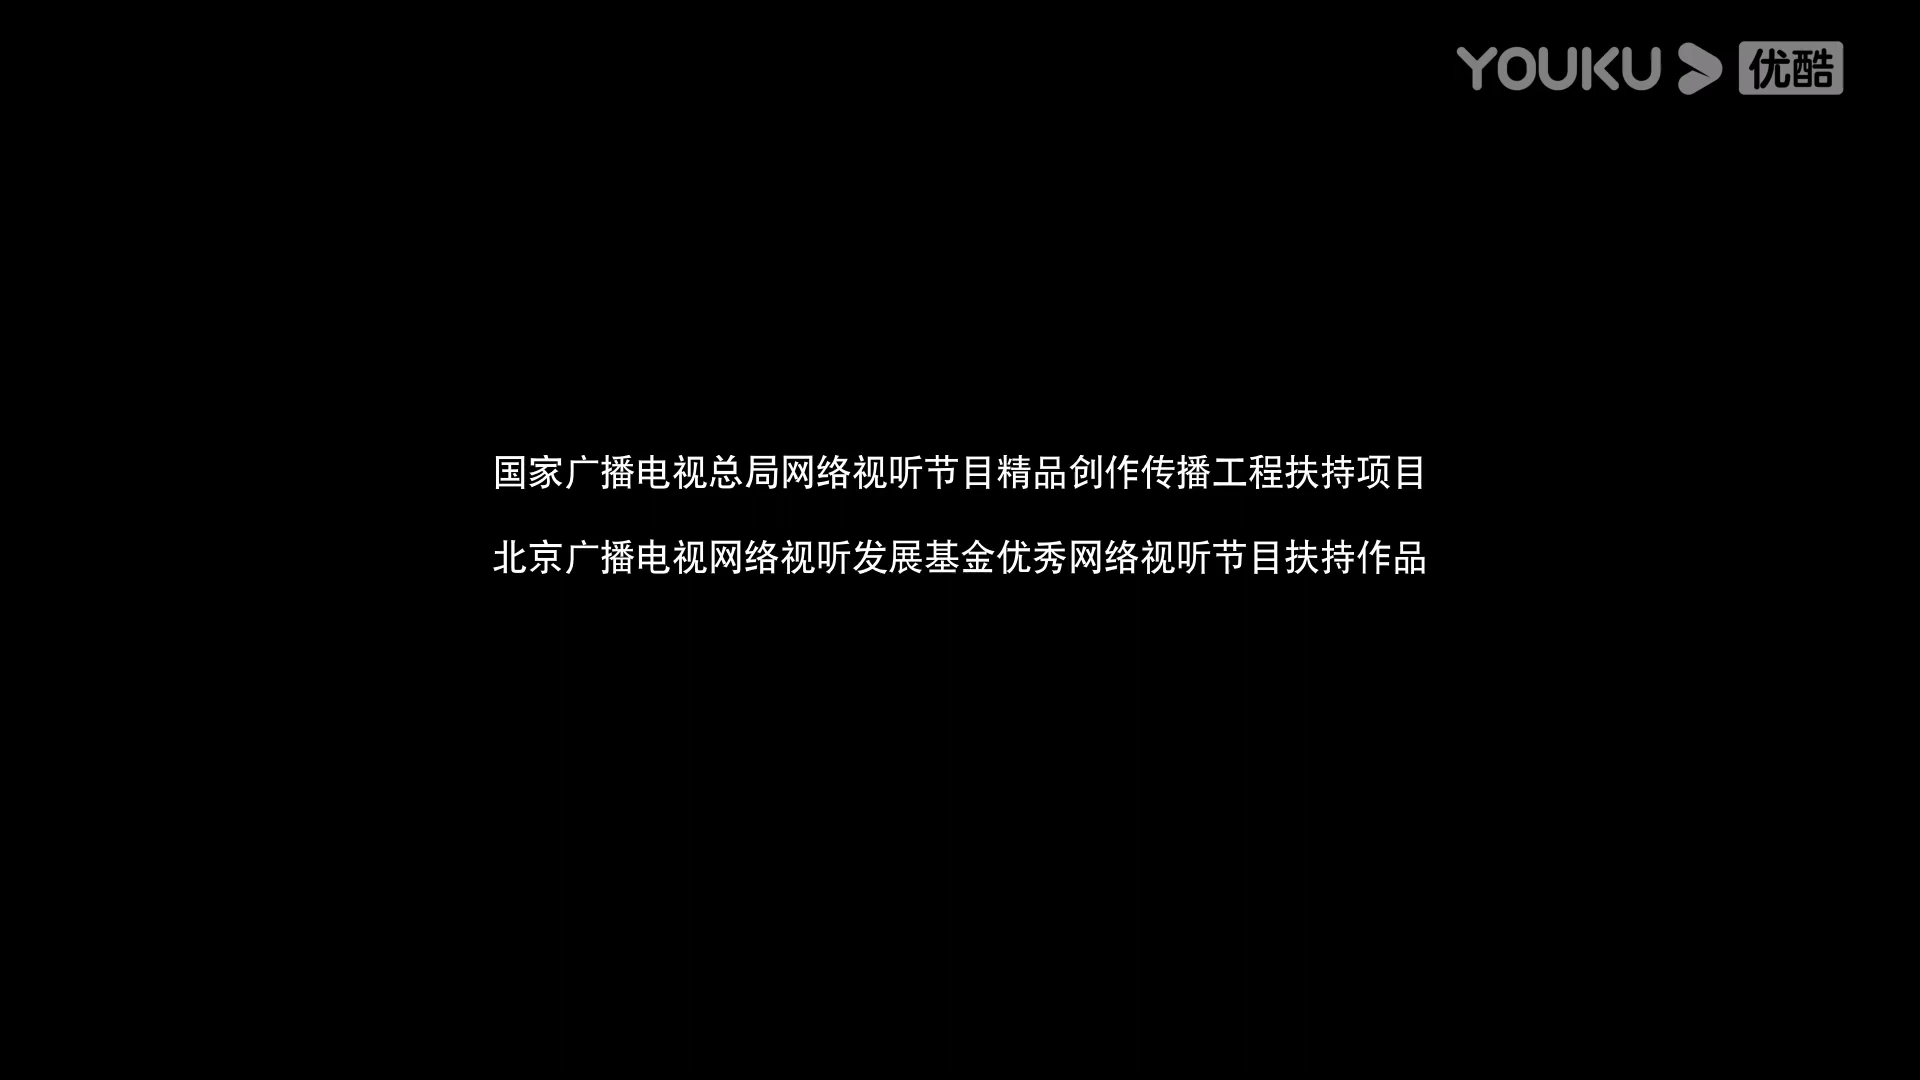 YOUKU 优酷
国家广播电视总局网络视听节目精品创作传播工程扶持项目
北京广播电视网络视听发展基金优秀网络视听节目扶持作品